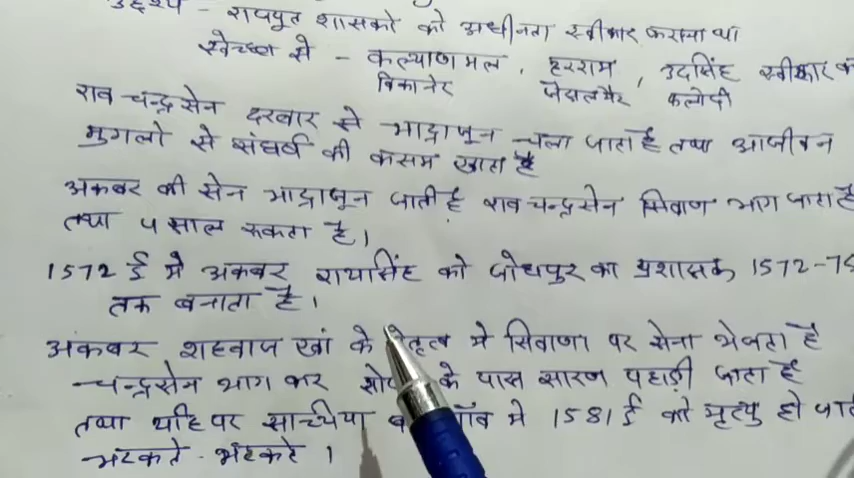 उद्देश्य - राजपूत शासको को अधीनता स्वीकार कराना था
स्वेच्छा से - कल्याणमल, हरराम, उदसिंह स्वीकार
बिकानेर जैसलमेर फलोदी
राव चन्द्रसेन दरबार से भाद्राजून चला जाता है तथा आजीवन
मुगलो से संघर्ष की कसम खाता है
अकबर की सेन भाद्राजून जाती है राव चन्द्रसेन सिवाण भाग जाता है
तथा 4 साल रुकता है।
1572 ई मे अकबर रायासिंह को जोधपुर का प्रशासक 1572-74
तक बनाता है।
अकबर शहबाज खां के मे सिवाणा पर सेना भेजता है
चन्द्रसेन भाग कर के पास सारण पहाड़ी जाता है
तथा यहि पर मे 1581 ई को मृत्यु हो
भटकते - भटकते।